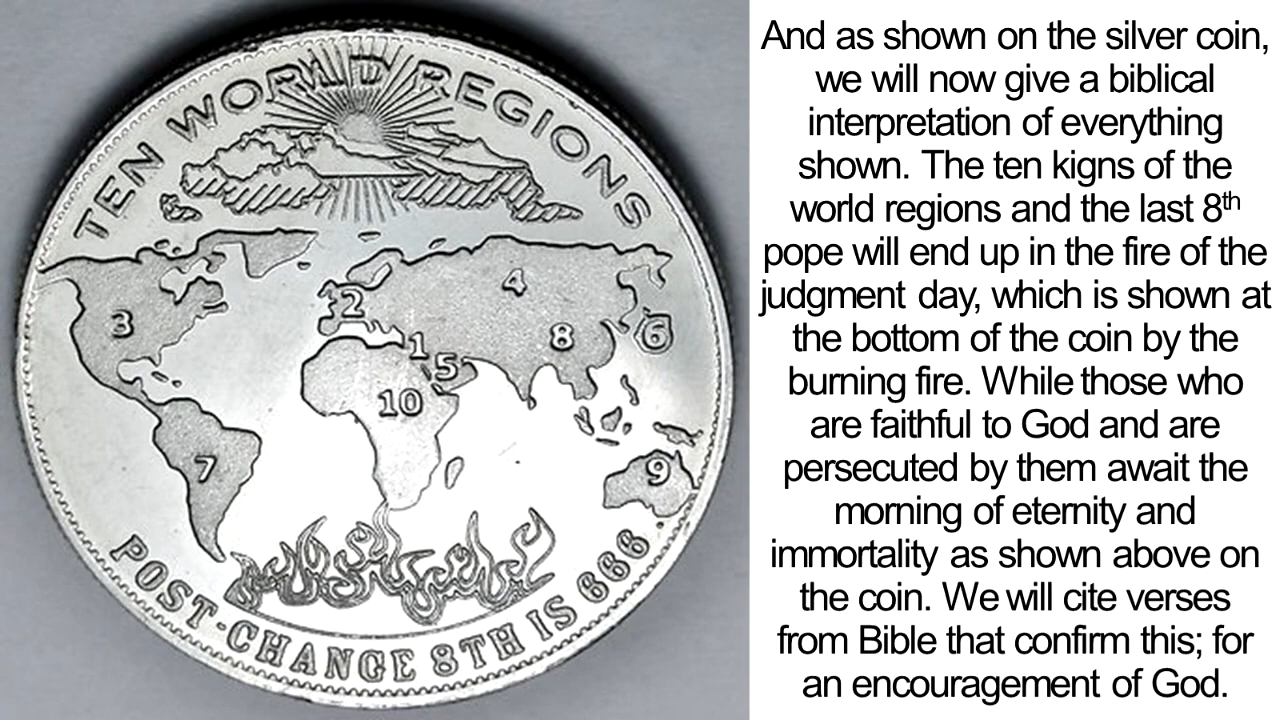 TEN WORLD REGIONS
3
2
4
8
6
1
5
10
7
9
POST-CHANGE 8TH IS 666
And as shown on the silver coin,
we will now give a biblical
interpretation of everything
shown. The ten kigns of the
world regions and the last 8th
pope will end up in the fire of the
judgment day, which is shown at
the bottom of the coin by the
burning fire. While those who
are faithful to God and are
persecuted by them await the
morning of eternity and
immortality as shown above on
the coin. We will cite verses
from Bible that confirm this; for
an encouragement of God.